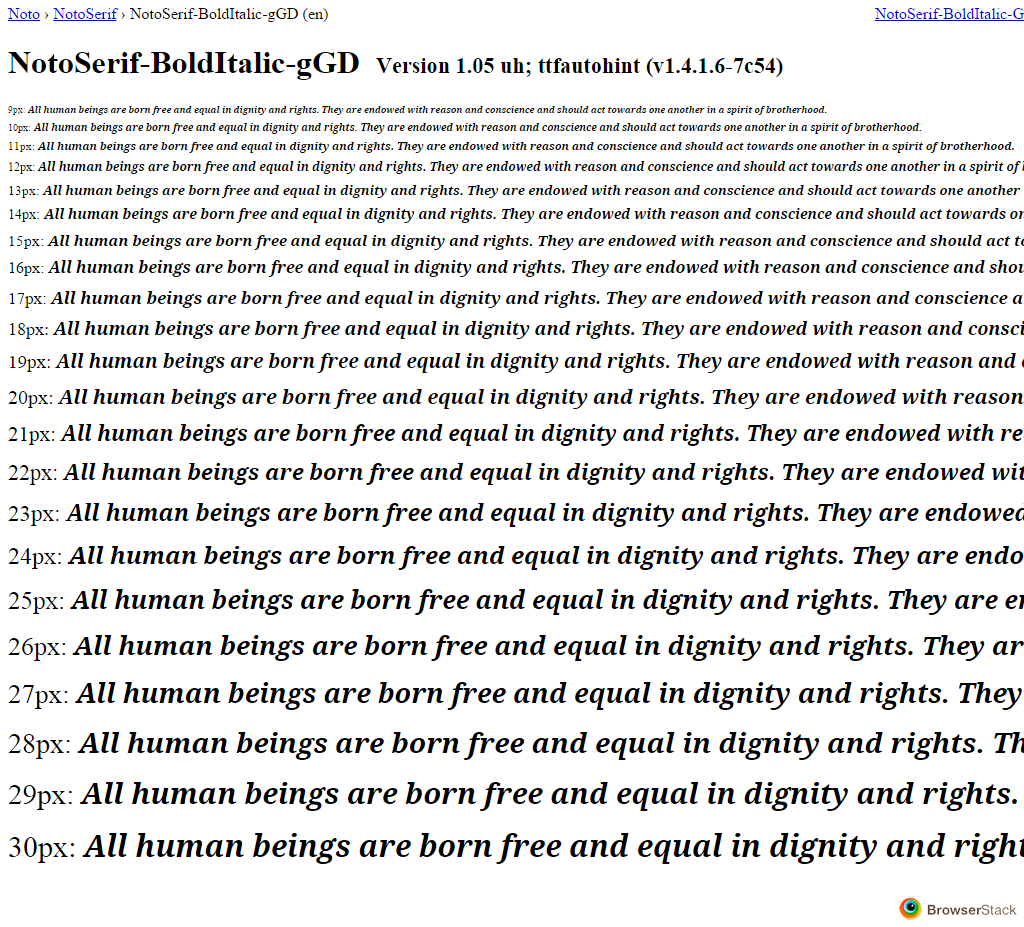 Noto › NotoSerif › NotoSerif-BoldItalic-gGD (en) NotoSerif-BoldItalic-G
NotoSerif-BoldItalic-gGD Version 1.05 uh; ttfautohint (v1.4.1.6-7c54)
9px: All human beings are born free and equal in dignity and rights. They are endowed with reason and conscience and should act towards one another in a spirit of brotherhood.
10px: All human beings are born free and equal in dignity and rights. They are endowed with reason and conscience and should act towards one another in a spirit of brotherhood.
11px: All human beings are born free and equal in dignity and rights. They are endowed with reason and conscience and should act towards one another in a spirit of brotherhood.
12px: All human beings are born free and equal in dignity and rights. They are endowed with reason and conscience and should act towards one another in a spirit of
13px: All human beings are born free and equal in dignity and rights. They are endowed with reason and conscience and should act towards one another
14px: All human beings are born free and equal in dignity and rights. They are endowed with reason and conscience and should act towards on
15px: All human beings are born free and equal in dignity and rights. They are endowed with reason and conscience and should act to
16px: All human beings are born free and equal in dignity and rights. They are endowed with reason and conscience and shou
17px: All human beings are born free and equal in dignity and rights. They are endowed with reason and conscience a
18px: All human beings are born free and equal in dignity and rights. They are endowed with reason and consci
19px: All human beings are born free and equal in dignity and rights. They are endowed with reason and
20px: All human beings are born free and equal in dignity and rights. They are endowed with reason
21px: All human beings are born free and equal in dignity and rights. They are endowed with re
22px: All human beings are born free and equal in dignity and rights. They are endowed wit
23px: All human beings are born free and equal in dignity and rights. They are endowed
24px: All human beings are born free and equal in dignity and rights. They are endo
25px: All human beings are born free and equal in dignity and rights. They are en
26px: All human beings are born free and equal in dignity and rights. They ar
27px: All human beings are born free and equal in dignity and rights. They
28px: All human beings are born free and equal in dignity and rights. Th
29px: All human beings are born free and equal in dignity and rights.
30px: All human beings are born free and equal in dignity and right
BrowserStack